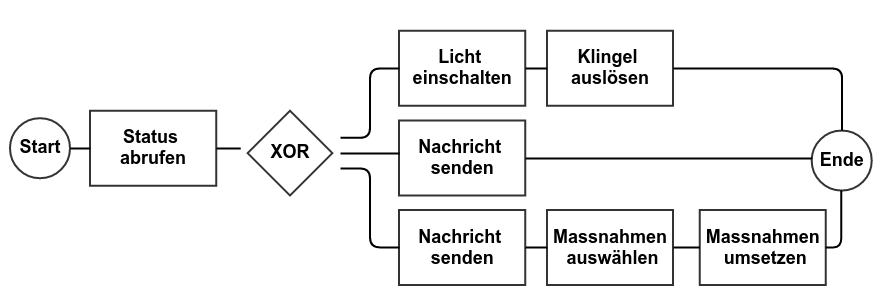 Start
Status
abrufen
XOR
Licht
einschalten
Klingel
auslösen
Nachricht
senden
Nachricht
senden
Massnahmen
auswählen
Massnahmen
umsetzen
Ende